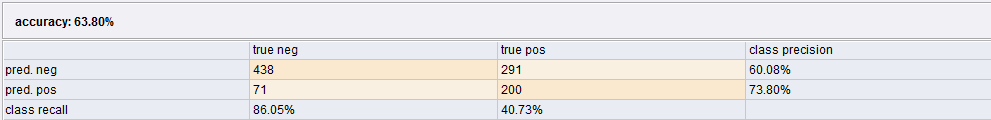 accuracy: 63.80%
true neg true pos class precision
pred. neg 438 291 60.08%
pred. pos 71 200 73.80%
class recall 86.05% 40.73%